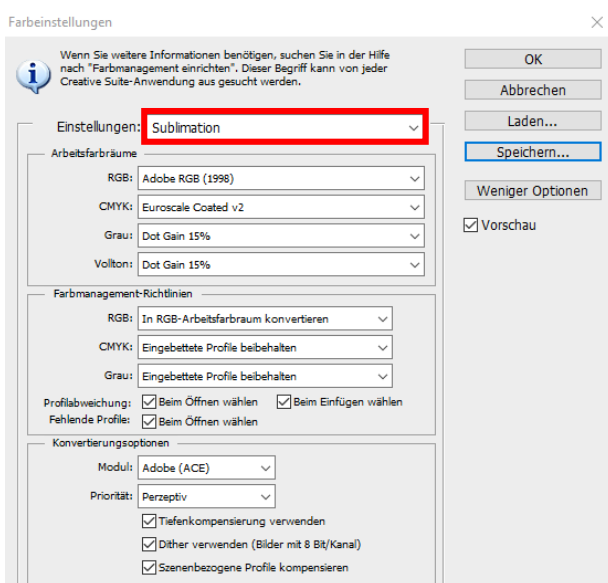 Farbeinstellungen
Wenn Sie weitere Informationen benötigen, suchen Sie in der Hilfe
nach "Farbmanagement einrichten". Dieser Begriff kann von jeder
Creative Suite-Anwendung aus gesucht werden.
OK
Abbrechen
Laden...
Speichern...
Weniger Optionen
Vorschau
Einstellungen: Sublimation
Arbeitsfarbräume
RGB: Adobe RGB (1998)
CMYK: Euroscale Coated v2
Grau: Dot Gain 15%
Vollton: Dot Gain 15%
Farbmanagement-Richtlinien
RGB: In RGB-Arbeitsfarbraum konvertieren
CMYK: Eingebettete Profile beibehalten
Grau: Eingebettete Profile beibehalten
Profilabweichung: Beim Öffnen wählen Beim Einfügen wählen
Fehlende Profile: Beim Öffnen wählen
Konvertierungsoptionen
Modul: Adobe (ACE)
Priorität: Perzeptiv
Tiefenkompensierung verwenden
Dither verwenden (Bilder mit 8 Bit/Kanal)
Szenenbezogene Profile kompensieren